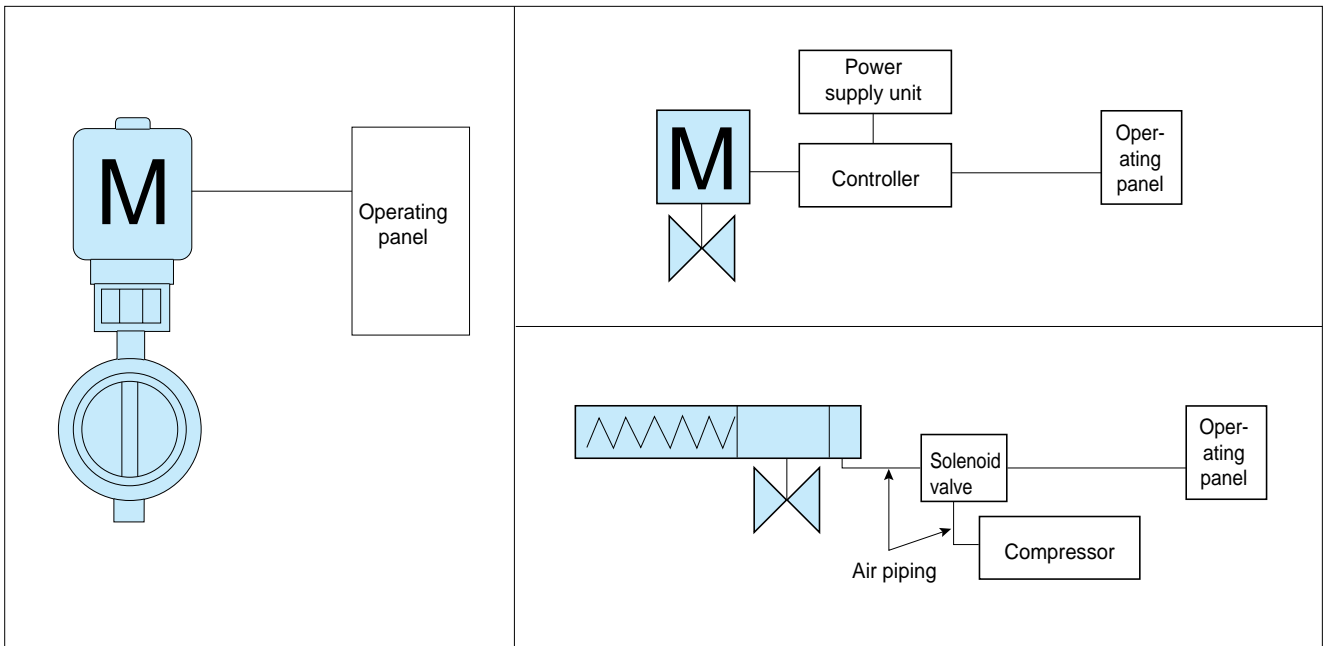 M
Operating
panel
Power
supply unit
M
Controller
Oper-
ating
panel
Solenoid
valve
Oper-
ating
panel
Compressor
Air piping